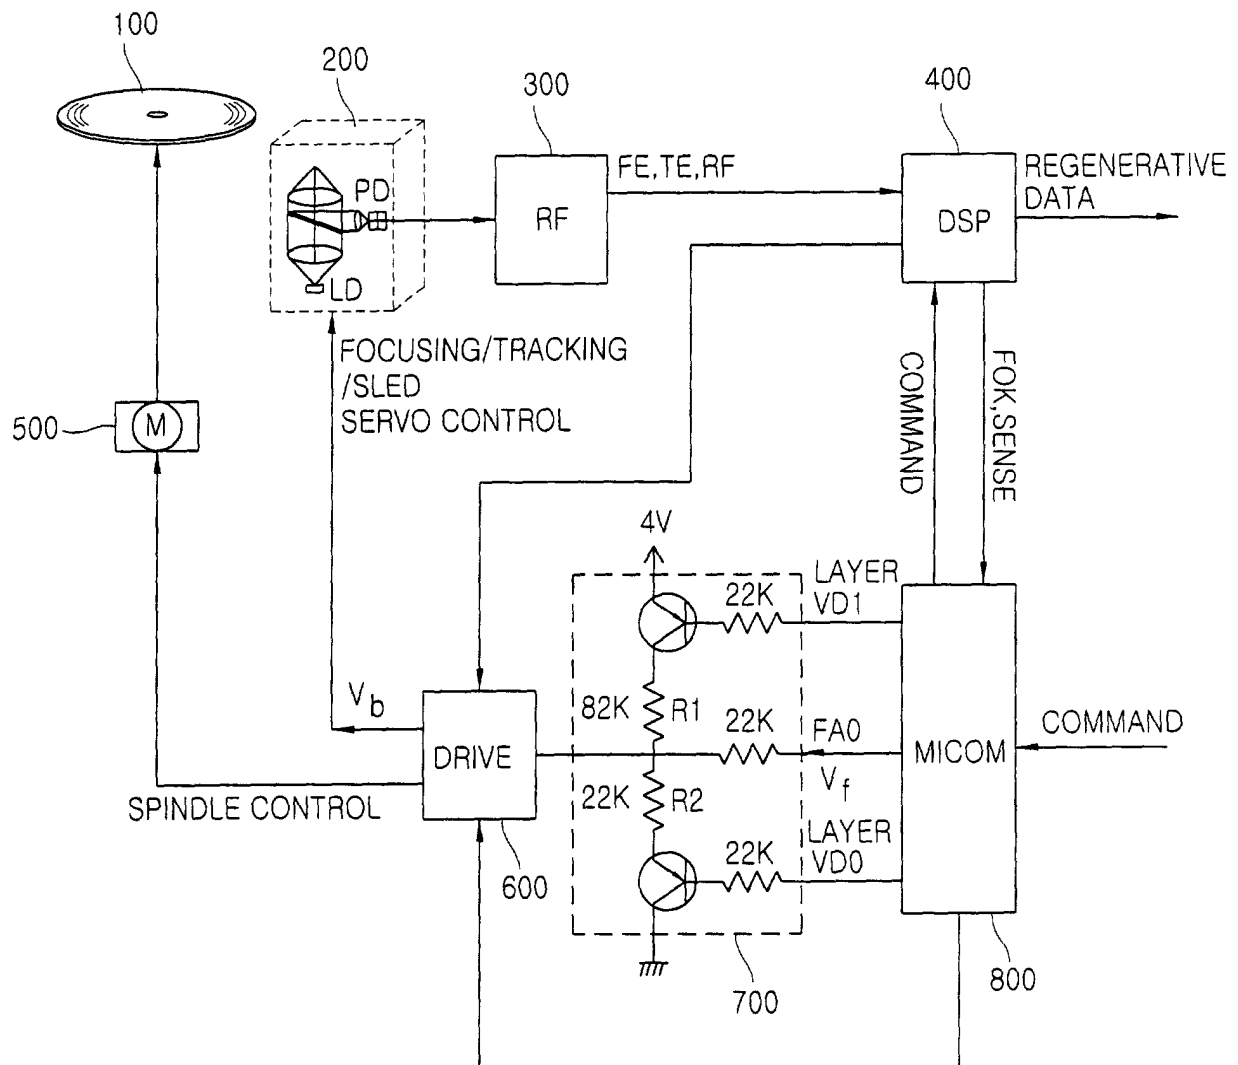 100
200
300
400
FE,TE,RF
REGENERATIVE
DATA
PD
RF
DSP
LD
FOCUSING/TRACKING
/SLED
SERVO CONTROL
COMMAND
FOK,SENSE
500
M
4V
LAYER
VD1
22K
Vb
82K
R1
22K
FA0
Vf
COMMAND
DRIVE
MICOM
SPINDLE CONTROL
22K
R2
22K
LAYER
VD0
600
700
800